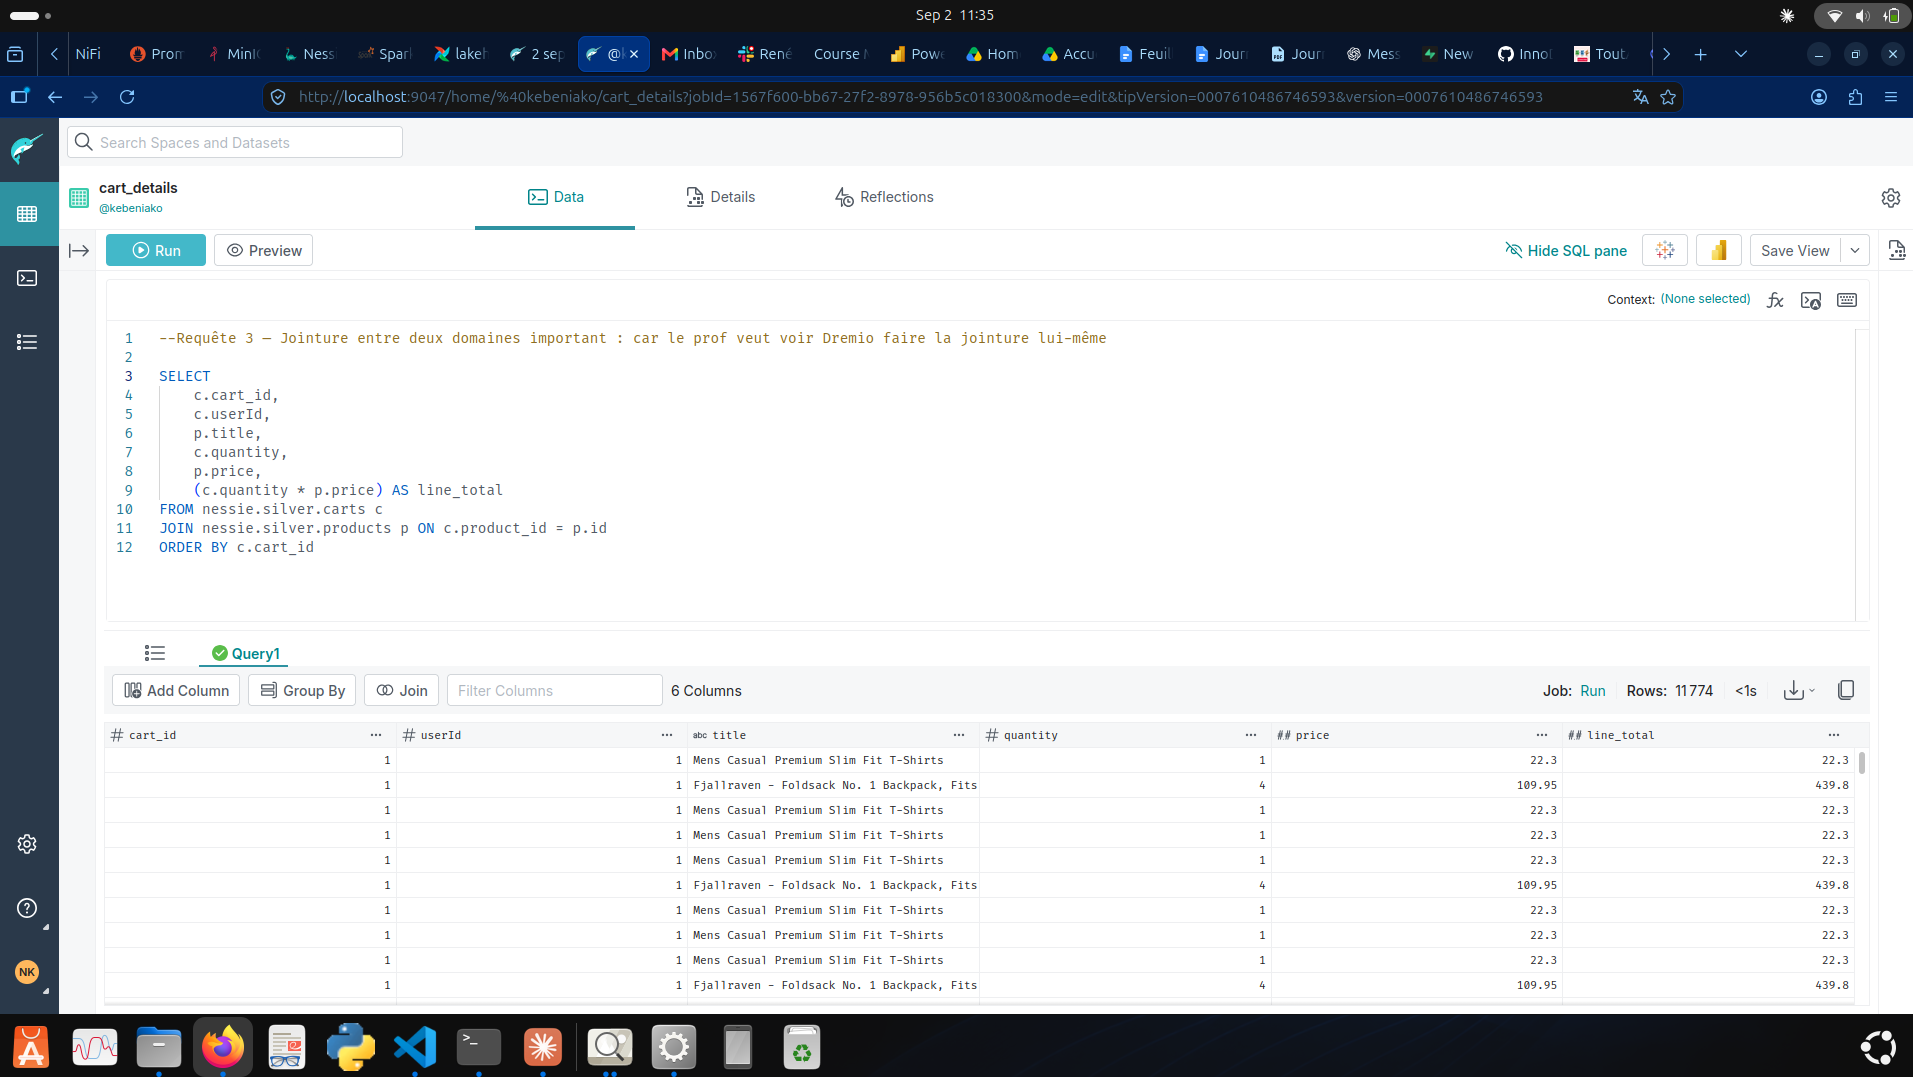 Sep 2 11:35
NiFi
Prom
MinI
Nessi
Spark
lakeh
2 sep
@k
Inbo
René
Course
Powe
Hom
Accu
Feuil
Jour
Jour
Mess
New
Inno
Tout
http://localhost:9047/home/%40kebeniako/cart_details?jobId=1567f600-bb67-27f2-8978-956b5c018300&mode=edit&tipVersion=0007610486746593&version=0007610486746593
Search Spaces and Datasets
cart_details
@kebeniako
Data
Details
Reflections
Run
Preview
Hide SQL pane
Save View
Context: (None selected)
fx
1 --Requête 3 — Jointure entre deux domaines important : car le prof veut voir Dremio faire la jointure lui-même
2
3 SELECT
4 c.cart_id,
5 c.userId,
6 p.title,
7 c.quantity,
8 p.price,
9 (c.quantity * p.price) AS line_total
10 FROM nessie.silver.carts c
11 JOIN nessie.silver.products p ON c.product_id = p.id
12 ORDER BY c.cart_id
Query1
Add Column
Group By
Join
Filter Columns
6 Columns
Job: Run Rows: 11 774 <1s
# cart_id ... # userId ... abc title ... # quantity ... ## price ... ## line_total ...
1 1 Mens Casual Premium Slim Fit T-Shirts 1 22.3 22.3
1 1 Fjallraven - Foldsack No. 1 Backpack, Fits 4 109.95 439.8
1 1 Mens Casual Premium Slim Fit T-Shirts 1 22.3 22.3
1 1 Mens Casual Premium Slim Fit T-Shirts 1 22.3 22.3
1 1 Mens Casual Premium Slim Fit T-Shirts 1 22.3 22.3
1 1 Fjallraven - Foldsack No. 1 Backpack, Fits 4 109.95 439.8
1 1 Mens Casual Premium Slim Fit T-Shirts 1 22.3 22.3
1 1 Mens Casual Premium Slim Fit T-Shirts 1 22.3 22.3
1 1 Mens Casual Premium Slim Fit T-Shirts 1 22.3 22.3
1 1 Fjallraven - Foldsack No. 1 Backpack, Fits 4 109.95 439.8
NK